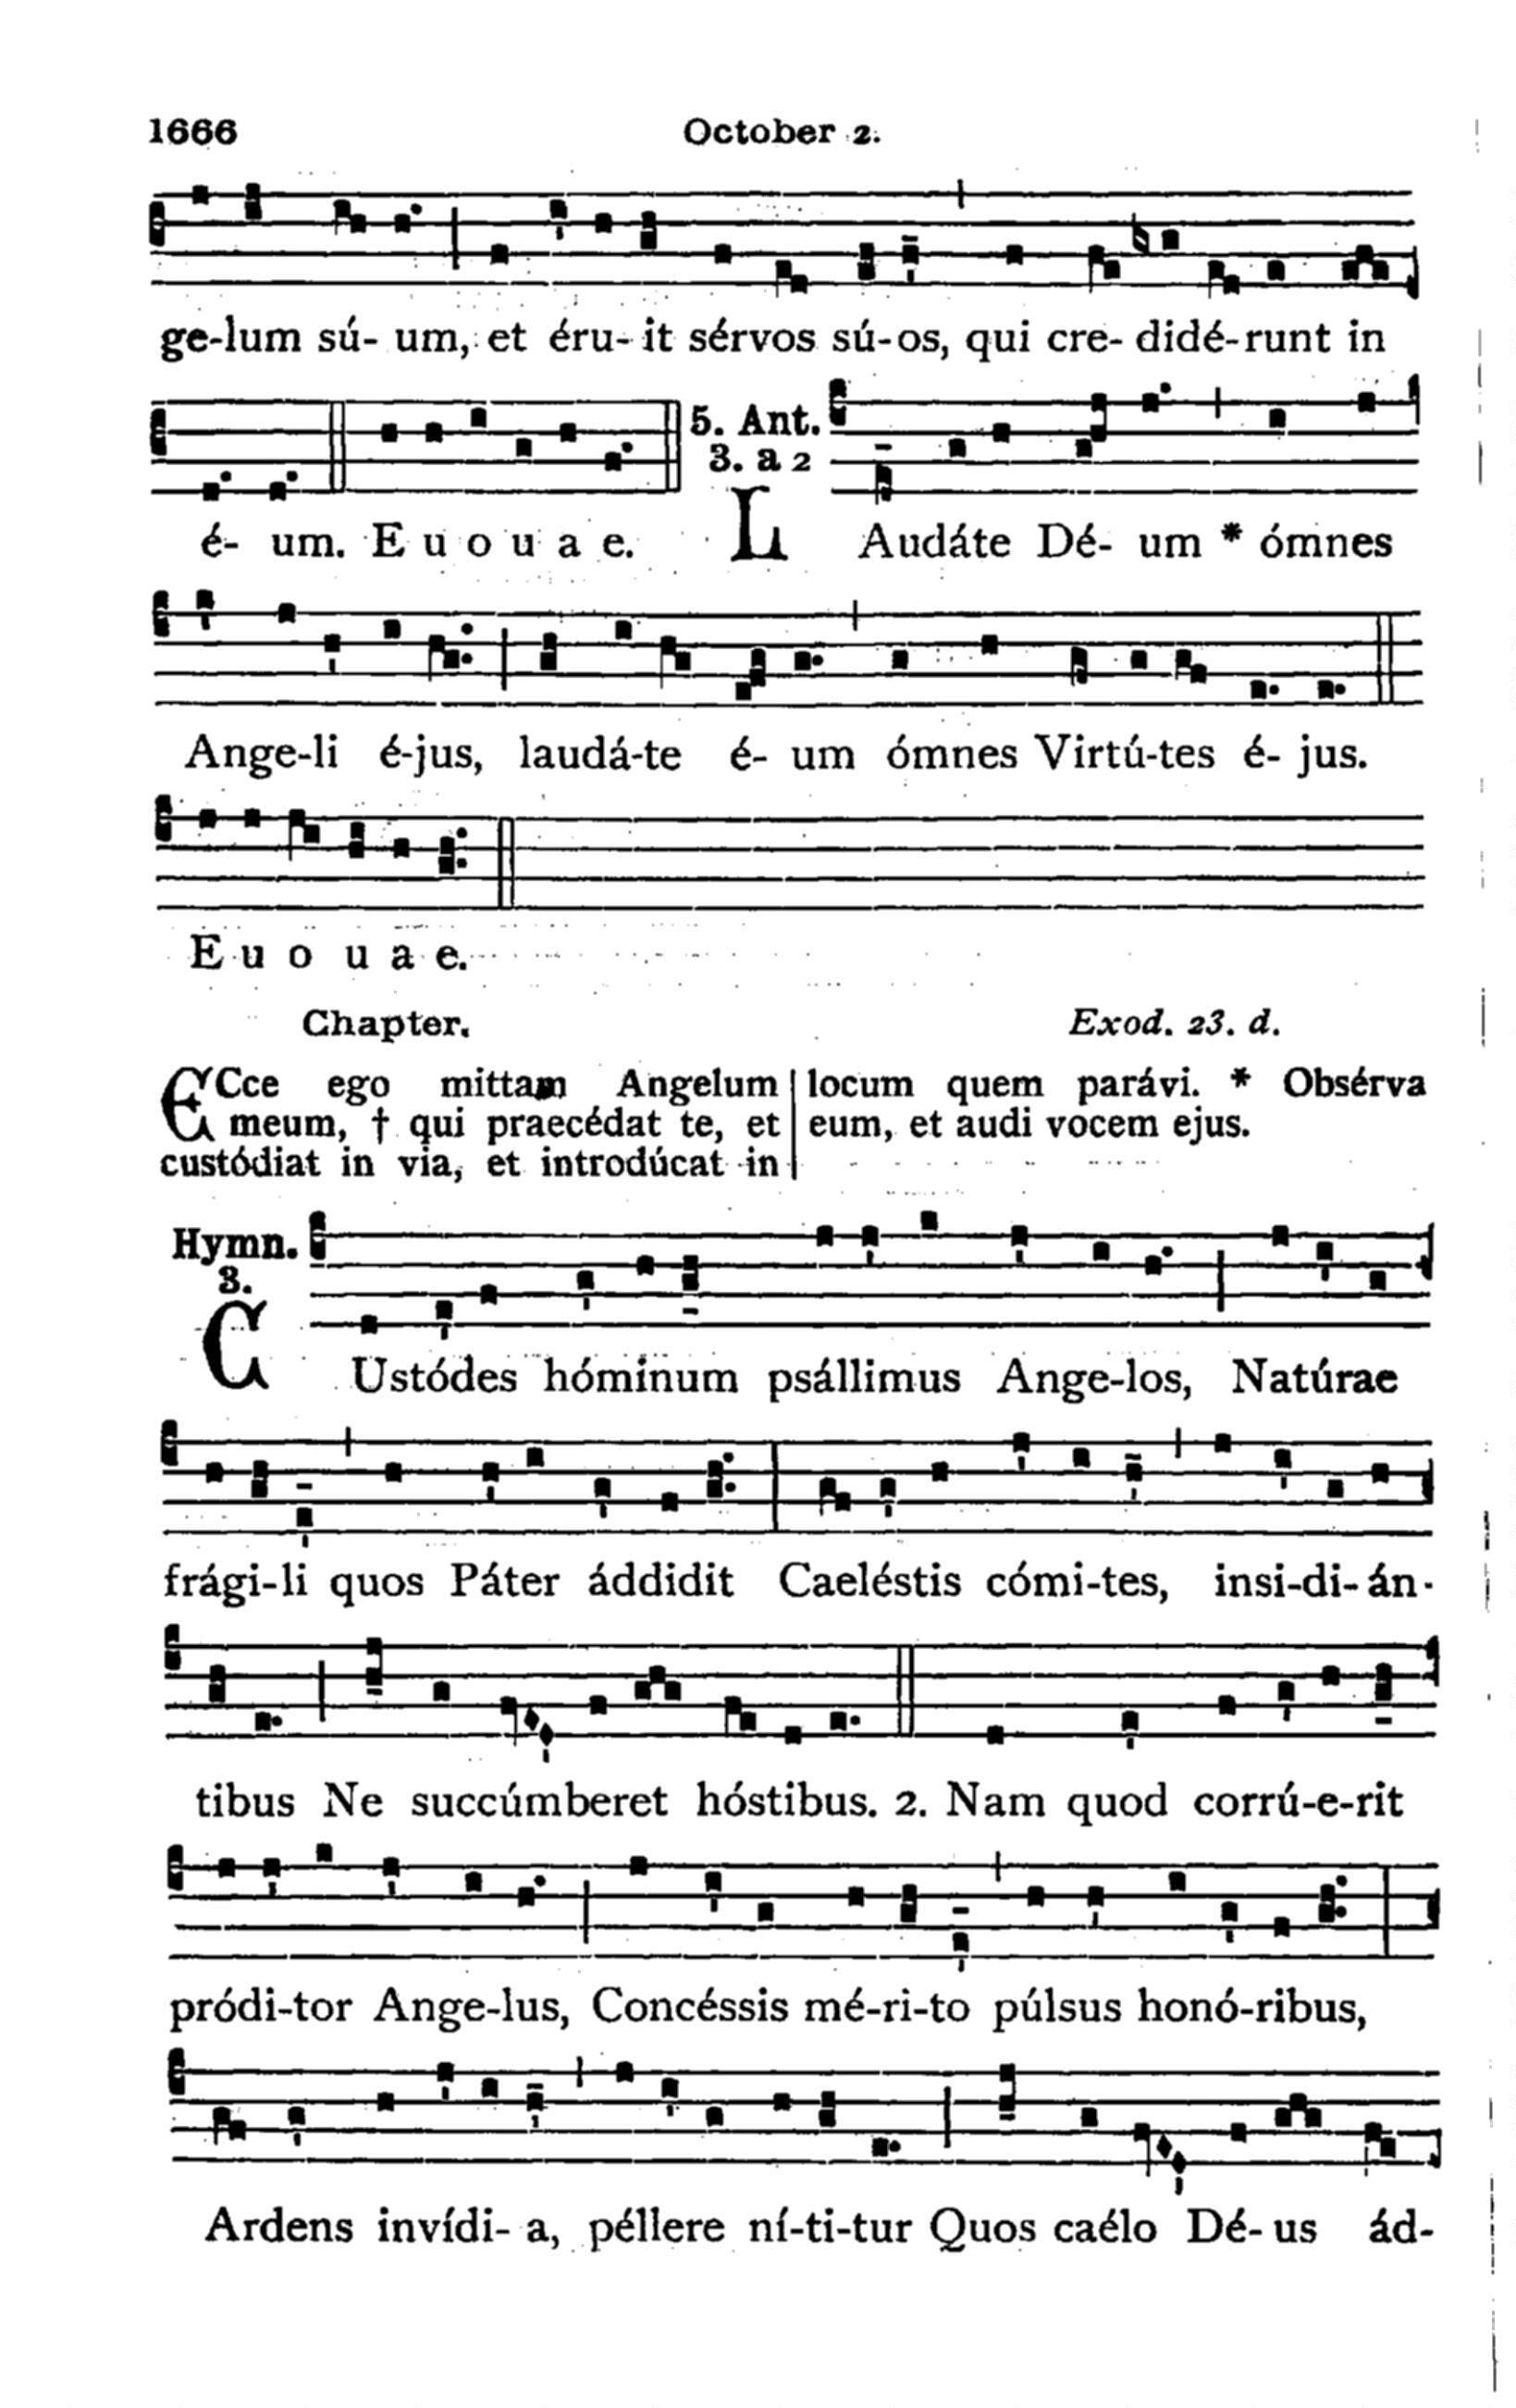 1666 October 2.
ge-lum sú- um, et éru- it sérvos sú-os, qui cre- didé-runt in
5. Ant.
3. a 2
é- um. E u o u a e. LAudáte Dé- um * ómnes
Ange-li é-jus, laudá-te é- um ómnes Virtú-tes é- jus.
E u o u a e.
Chapter. Exod. 23. d.
ECce ego mittam Angelum
meum, † qui praecédat te, et
custódiat in via, et introdúcat in
locum quem parávi. * Obsérva
eum, et audi vocem ejus.
Hymn.
3.
CUstódes hóminum psállimus Ange-los, Natúrae
frági-li quos Páter áddidit Caeléstis cómi-tes, insi-di-án-
tibus Ne succúmberet hóstibus. 2. Nam quod corrú-e-rit
pródi-tor Ange-lus, Concéssis mé-ri-to púlsus honó-ribus,
Ardens invídi- a, péllere ní-ti-tur Quos caélo Dé- us ád-